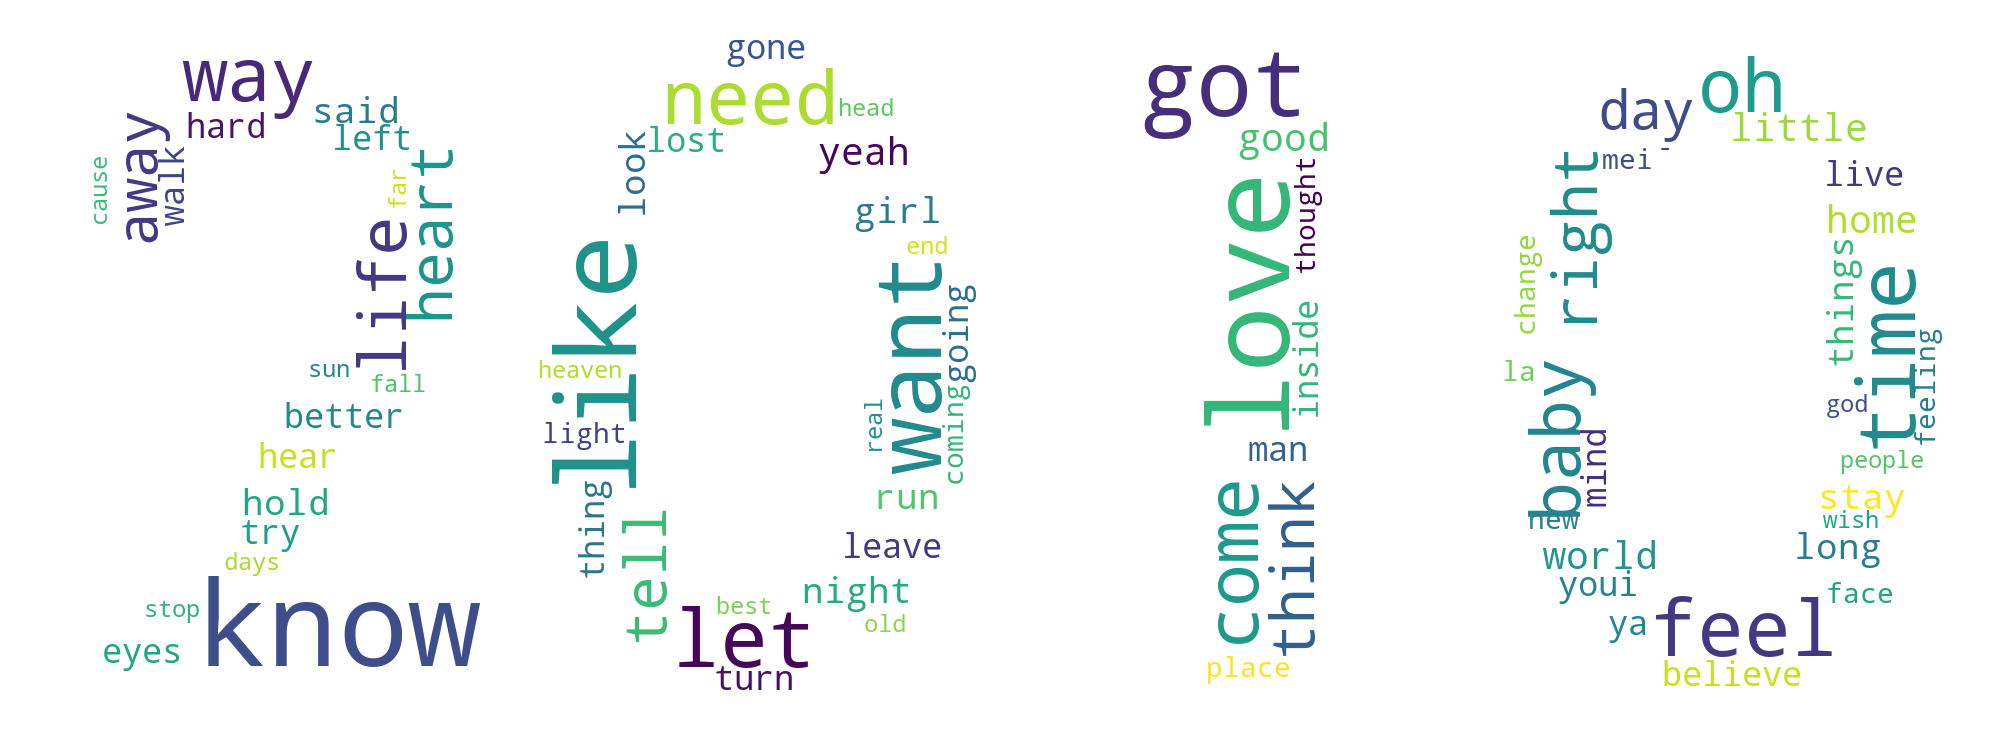 way
said
hard
left
away
walk
cause
far
heart
life
sun
fall
better
hear
hold
try
days
know
stop
eyes
gone
need
head
lost
look
yeah
girl
end
like
want
going
heaven
light
real
coming
thing
run
tell
leave
night
best
old
let
turn
got
good
thought
love
inside
man
come
think
place
oh
day
little
mei
right
live
home
change
things
time
la
feeling
god
baby
mind
people
stay
new
wish
world
long
youi
face
ya
feel
believe